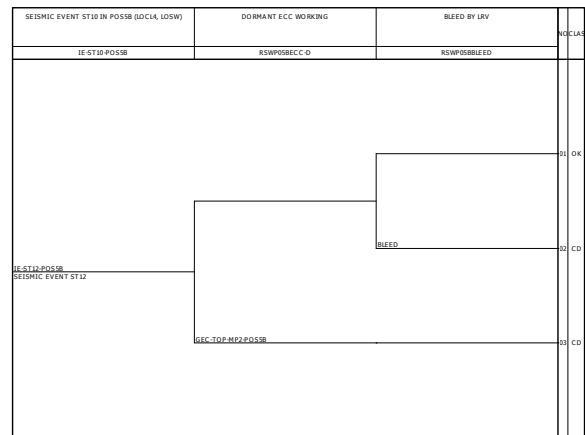 SEISMIC EVENT ST10 IN POS5B (LOCL4, LOSW)
DORMANT ECC WORKING
BLEED BY LRV
NO
CLAS
IE-ST10-POS5B
RSWP05BECC-D
RSWP05BBLEED
01 OK
BLEED
02 CD
IE-ST12-POS5B
SEISMIC EVENT ST12
GEC-TOP-MP2-POS5B
03 CD